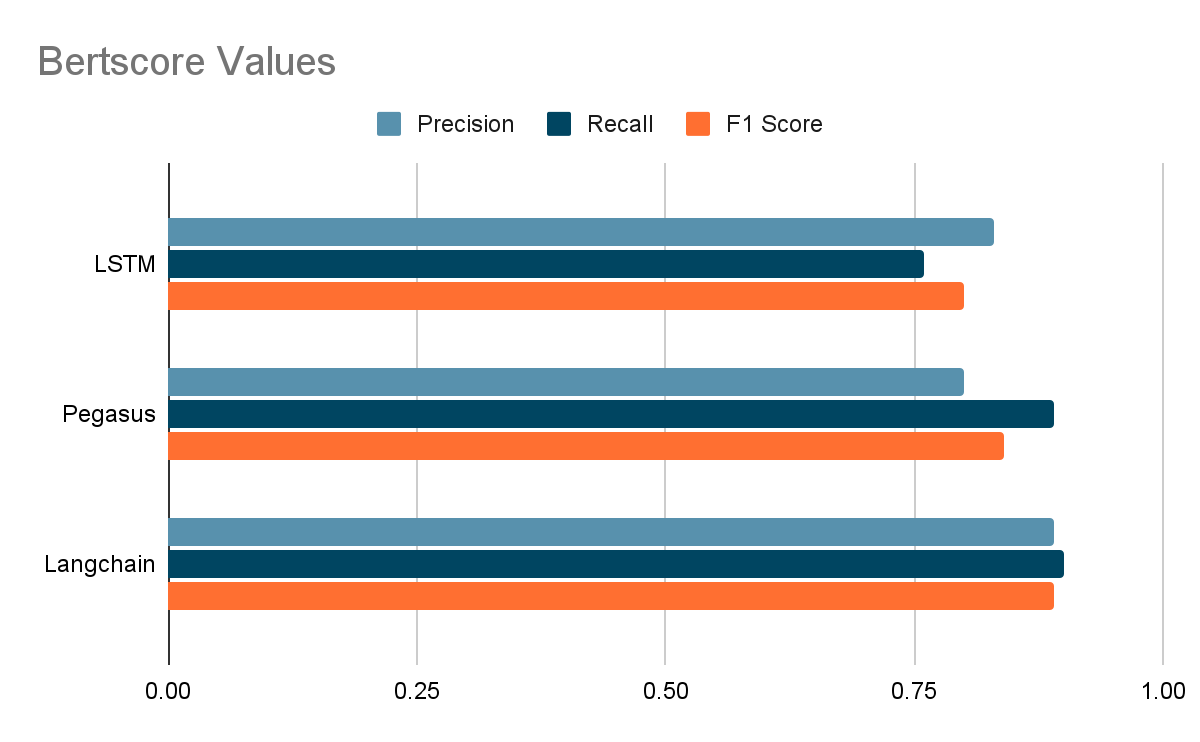 Bertscore Values
Precision Recall F1 Score
LSTM
Pegasus
Langchain
0.00 0.25 0.50 0.75 1.00